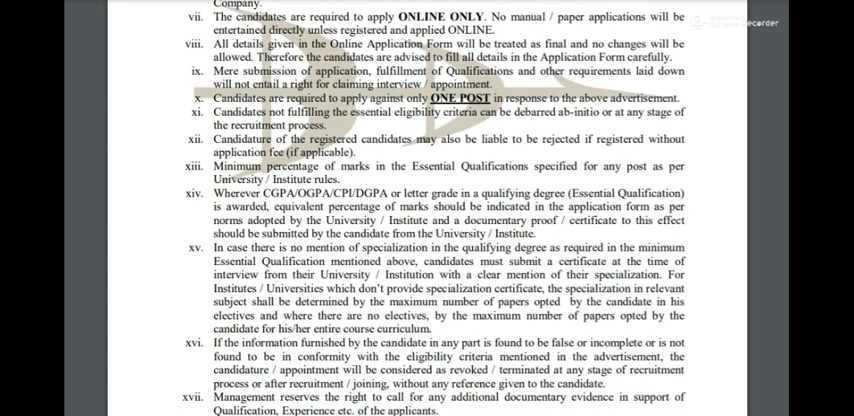 Company.
vii. The candidates are required to apply ONLINE ONLY. No manual / paper applications will be
entertained directly unless registered and applied ONLINE.
viii. All details given in the Online Application Form will be treated as final and no changes will be
allowed. Therefore the candidates are advised to fill all details in the Application Form carefully.
ix. Mere submission of application, fulfillment of Qualifications and other requirements laid down
will not entail a right for claiming interview / appointment.
x. Candidates are required to apply against only ONE POST in response to the above advertisement.
xi. Candidates not fulfilling the essential eligibility criteria can be debarred ab-initio or at any stage of
the recruitment process.
xii. Candidature of the registered candidates may also be liable to be rejected if registered without
application fee (if applicable).
xiii. Minimum percentage of marks in the Essential Qualifications specified for any post as per
University / Institute rules.
xiv. Wherever CGPA/OGPA/CPI/DGPA or letter grade in a qualifying degree (Essential Qualification)
is awarded, equivalent percentage of marks should be indicated in the application form as per
norms adopted by the University / Institute and a documentary proof / certificate to this effect
should be submitted by the candidate from the University / Institute.
xv. In case there is no mention of specialization in the qualifying degree as required in the minimum
Essential Qualification mentioned above, candidates must submit a certificate at the time of
interview from their University / Institution with a clear mention of their specialization. For
Institutes / Universities which don't provide specialization certificate, the specialization in relevant
subject shall be determined by the maximum number of papers opted by the candidate in his
electives and where there are no electives, by the maximum number of papers opted by the
candidate for his/her entire course curriculum.
xvi. If the information furnished by the candidate in any part is found to be false or incomplete or is not
found to be in conformity with the eligibility criteria mentioned in the advertisement, the
candidature / appointment will be considered as revoked / terminated at any stage of recruitment
process or after recruitment / joining, without any reference given to the candidate.
xvii. Management reserves the right to call for any additional documentary evidence in support of
Qualification, Experience etc. of the applicants.